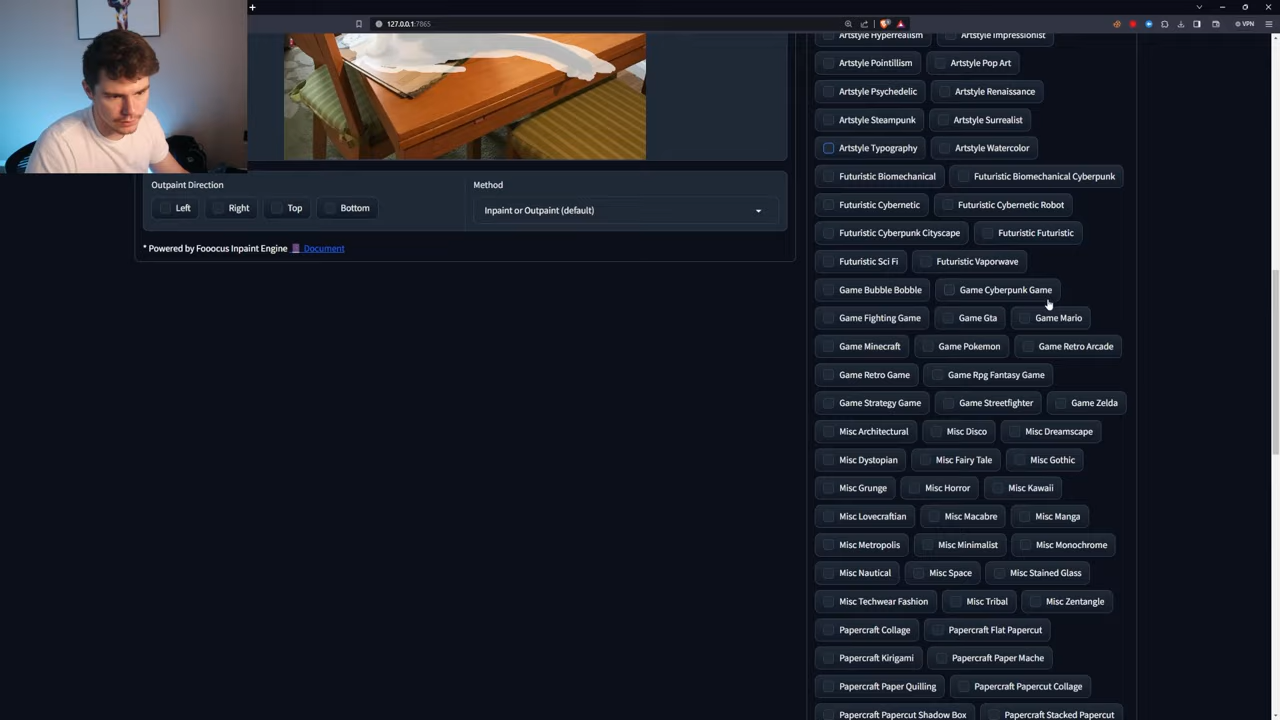 127.0.0.1:7865
VPN
Artstyle Hyperrealism Artstyle Impressionist
Artstyle Pointillism Artstyle Pop Art
Artstyle Psychedelic Artstyle Renaissance
Artstyle Steampunk Artstyle Surrealist
Artstyle Typography Artstyle Watercolor
Futuristic Biomechanical Futuristic Biomechanical Cyberpunk
Futuristic Cybernetic Futuristic Cybernetic Robot
Futuristic Cyberpunk Cityscape Futuristic Futuristic
Futuristic Sci Fi Futuristic Vaporwave
Game Bubble Bobble Game Cyberpunk Game
Game Fighting Game Game Gta Game Mario
Game Minecraft Game Pokemon Game Retro Arcade
Game Retro Game Game Rpg Fantasy Game
Game Strategy Game Game Streetfighter Game Zelda
Misc Architectural Misc Disco Misc Dreamscape
Misc Dystopian Misc Fairy Tale Misc Gothic
Misc Grunge Misc Horror Misc Kawaii
Misc Lovecraftian Misc Macabre Misc Manga
Misc Metropolis Misc Minimalist Misc Monochrome
Misc Nautical Misc Space Misc Stained Glass
Misc Techwear Fashion Misc Tribal Misc Zentangle
Papercraft Collage Papercraft Flat Papercut
Papercraft Kirigami Papercraft Paper Mache
Papercraft Paper Quilling Papercraft Papercut Collage
Papercraft Papercut Shadow Box Papercraft Stacked Papercut
Outpaint Direction
Left Right Top Bottom
Method
Inpaint or Outpaint (default)
* Powered by Fooocus Inpaint Engine Document